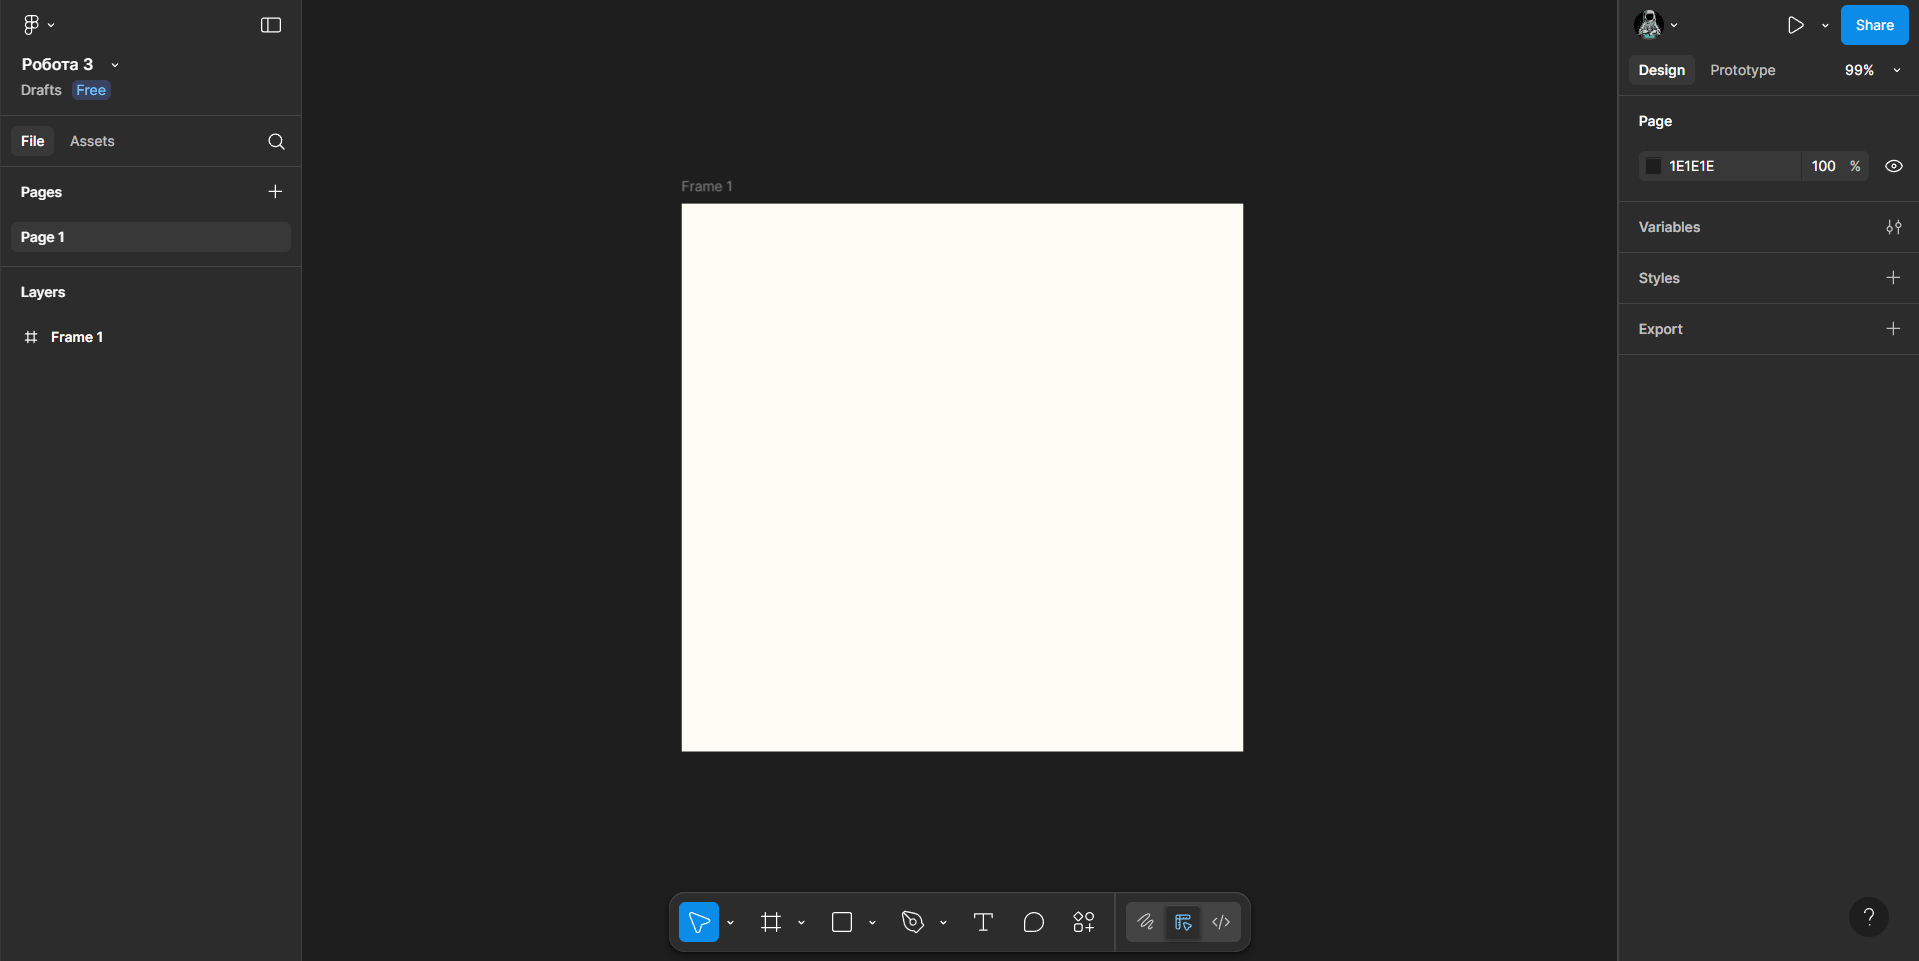 Робота 3
Drafts Free
File Assets
Pages
Page 1
Layers
Frame 1
Frame 1
Share
Design Prototype 99%
Page
1E1E1E 100 %
Variables
Styles
Export
?